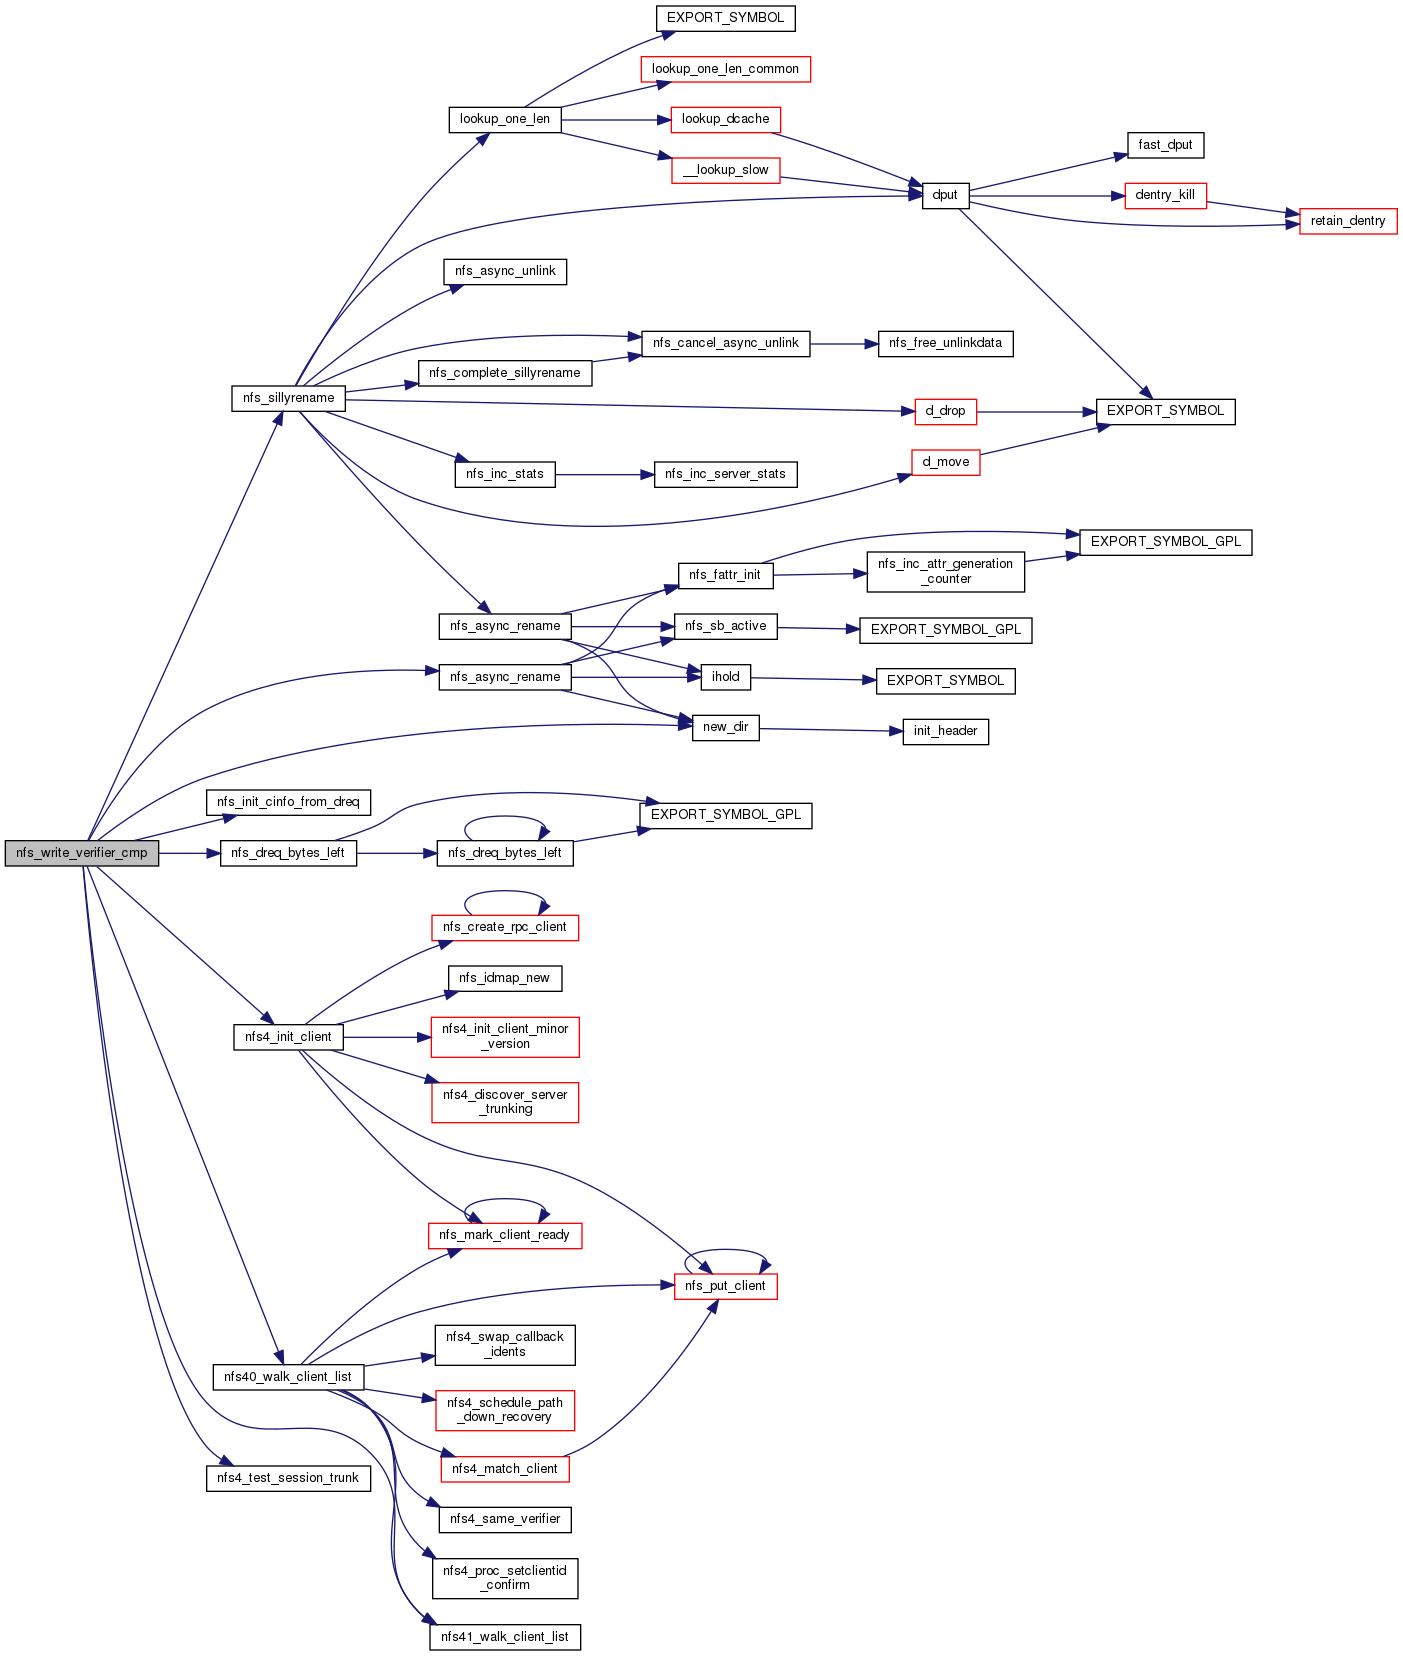 EXPORT_SYMBOL
lookup_one_len_common
lookup_one_len
lookup_dcache
fast_dput
__lookup_slow
dput
dentry_kill
retain_dentry
nfs_async_unlink
nfs_cancel_async_unlink
nfs_free_unlinkdata
nfs_complete_sillyrename
nfs_sillyrename
d_drop
EXPORT_SYMBOL
d_move
nfs_inc_stats
nfs_inc_server_stats
EXPORT_SYMBOL_GPL
nfs_fattr_init
nfs_inc_attr_generation
_counter
nfs_async_rename
nfs_sb_active
EXPORT_SYMBOL_GPL
nfs_async_rename
ihold
EXPORT_SYMBOL
new_dir
init_header
nfs_init_cinfo_from_dreq
EXPORT_SYMBOL_GPL
nfs_write_verifier_cmp
nfs_dreq_bytes_left
nfs_dreq_bytes_left
nfs_create_rpc_client
nfs_idmap_new
nfs4_init_client
nfs4_init_client_minor
_version
nfs4_discover_server
_trunking
nfs_mark_client_ready
nfs_put_client
nfs4_swap_callback
_idents
nfs40_walk_client_list
nfs4_schedule_path
_down_recovery
nfs4_match_client
nfs4_test_session_trunk
nfs4_same_verifier
nfs4_proc_setclientid
_confirm
nfs41_walk_client_list